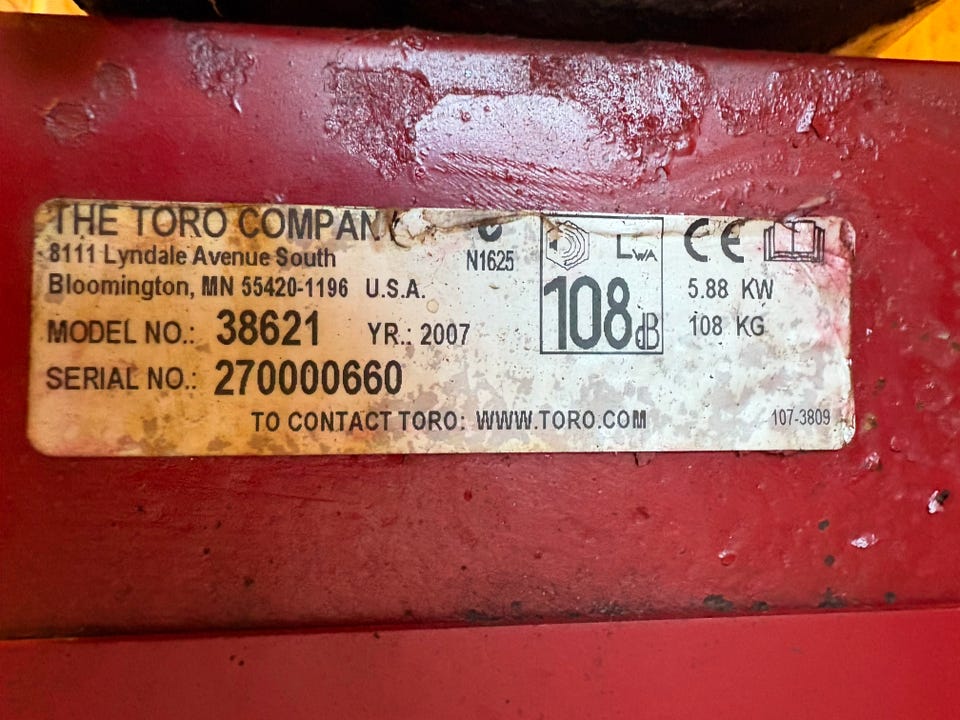 THE TORO COMPAN
8111 Lyndale Avenue South
Bloomington, MN 55420-1196 U.S.A.
N1625
MODEL NO.: 38621 YR.: 2007
SERIAL NO.: 270000660
TO CONTACT TORO: WWW.TORO.COM
LWA
108dB
CE
5.88 KW
108 KG
107-3809